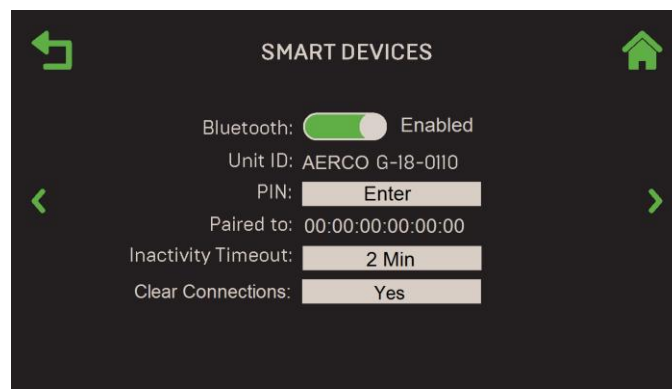 SMART DEVICES
Bluetooth: Enabled
Unit ID: AERCO G-18-0110
PIN: Enter
Paired to: 00:00:00:00:00:00
Inactivity Timeout: 2 Min
Clear Connections: Yes